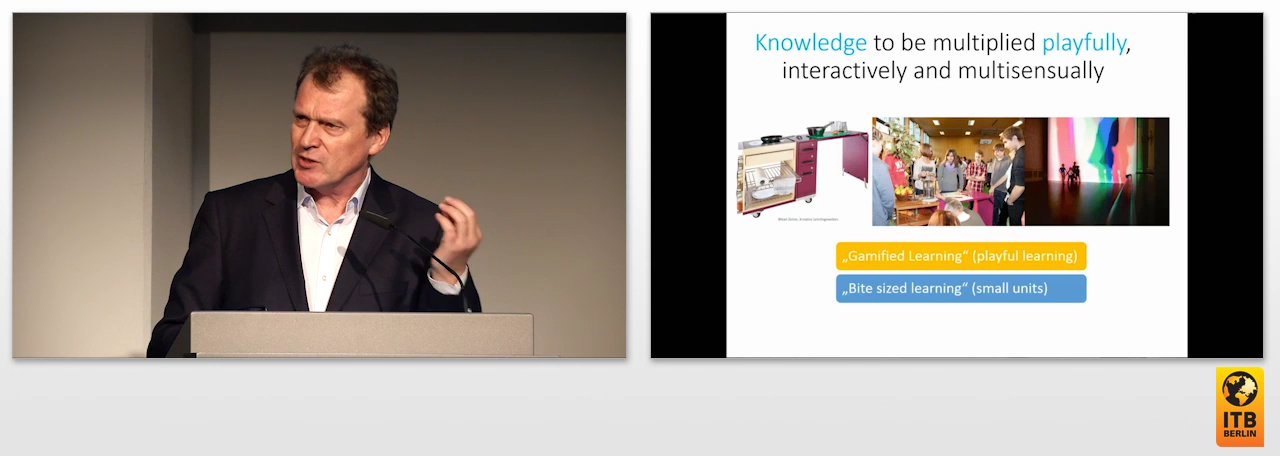 Knowledge to be multiplied playfully,
interactively and multisensually
„Gamified Learning“ (playful learning)
„Bite sized learning“ (small units)
ITB
BERLIN